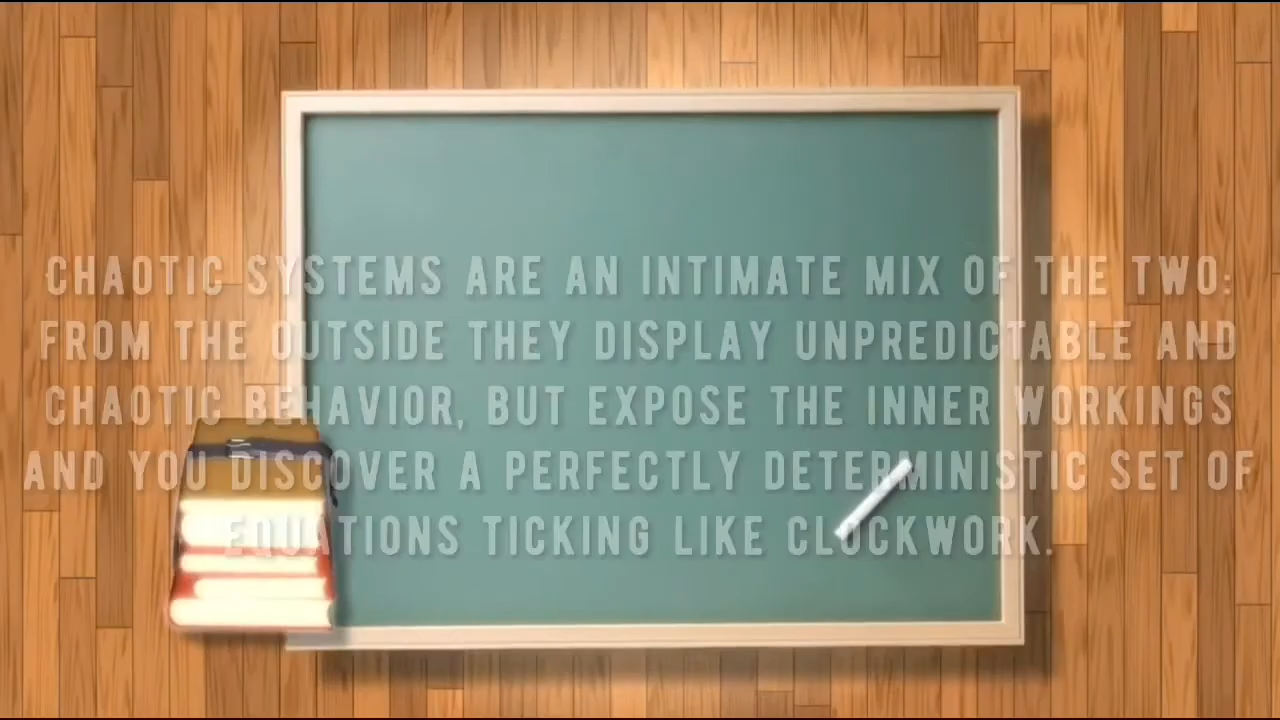 CHAOTIC SYSTEMS ARE AN INTIMATE MIX OF THE TWO:
FROM THE OUTSIDE THEY DISPLAY UNPREDICTABLE AND
CHAOTIC BEHAVIOR, BUT EXPOSE THE INNER WORKINGS
AND YOU DISCOVER A PERFECTLY DETERMINISTIC SET OF
EQUATIONS TICKING LIKE CLOCKWORK.